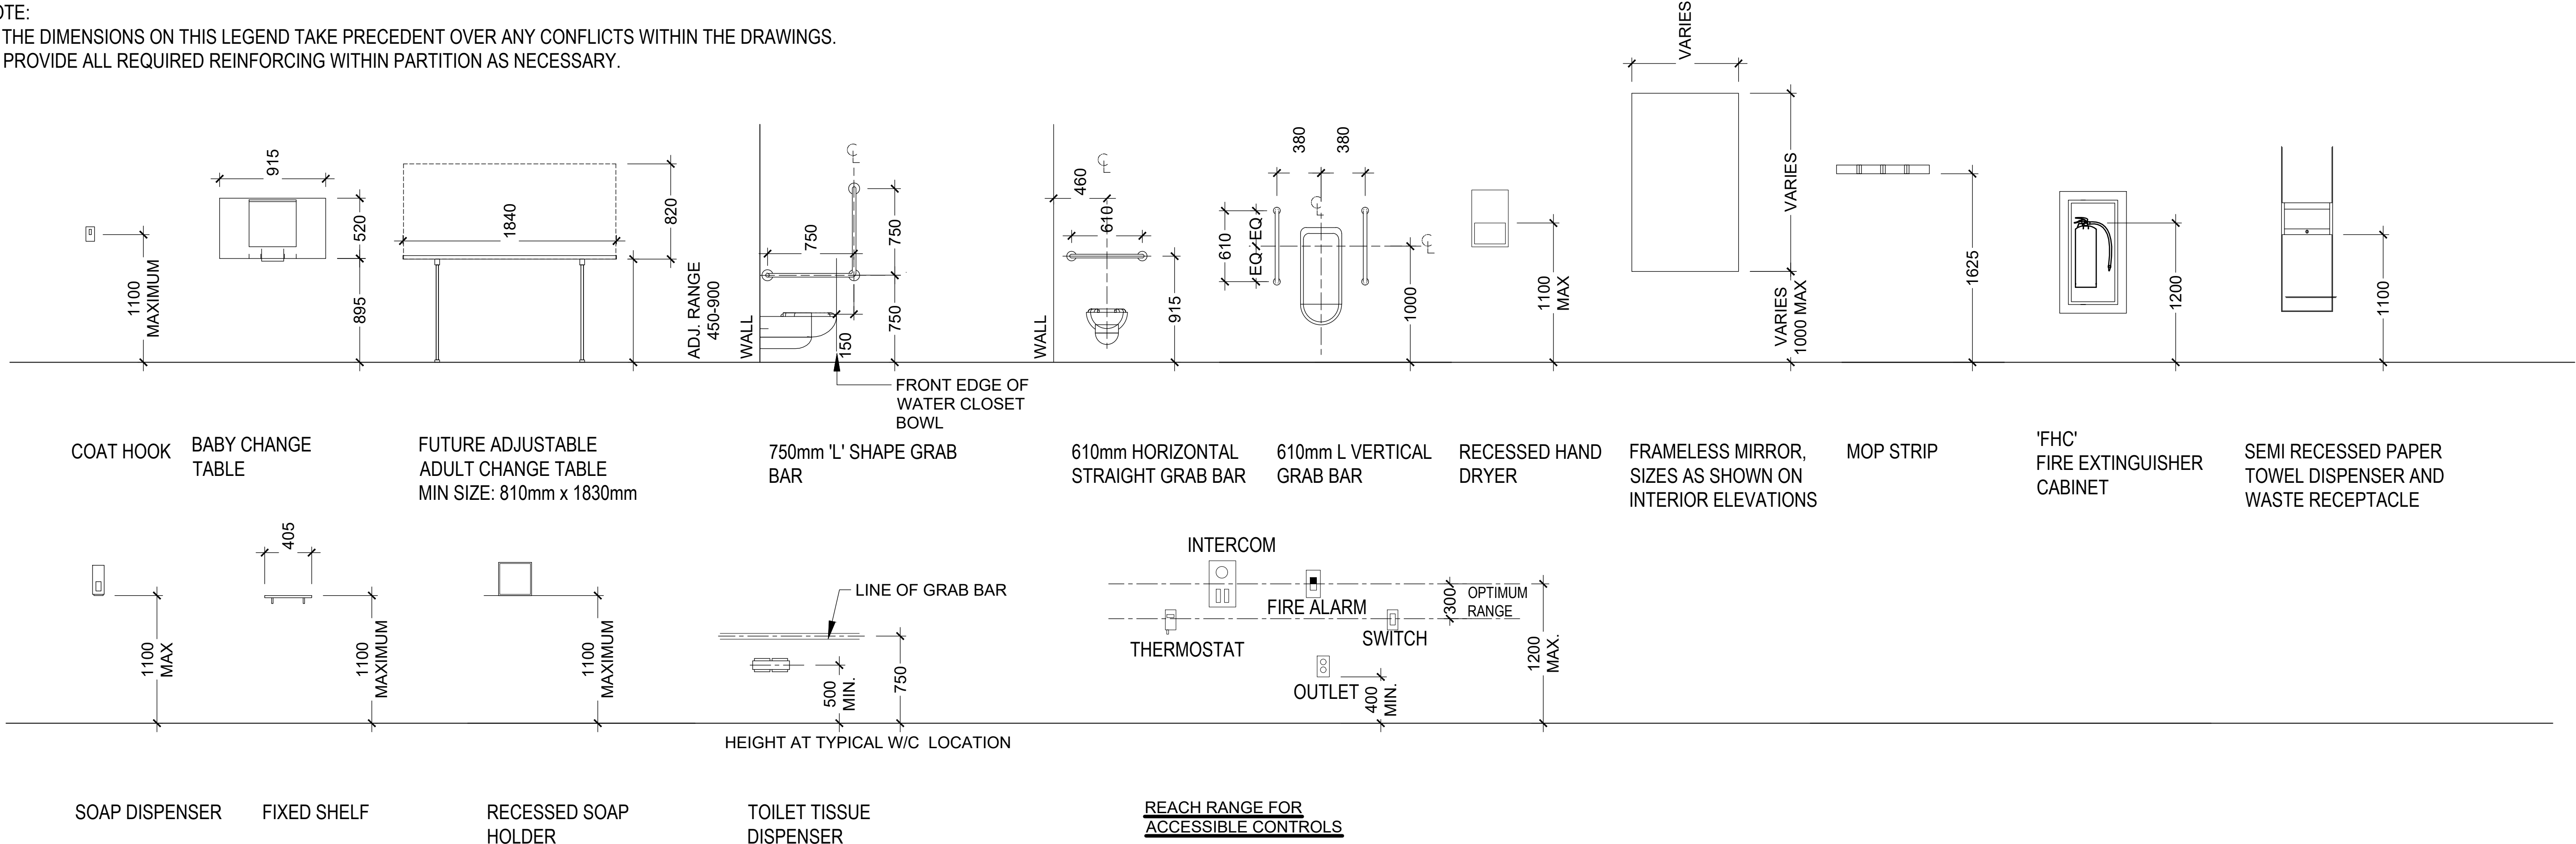 OTE:
THE DIMENSIONS ON THIS LEGEND TAKE PRECEDENT OVER ANY CONFLICTS WITHIN THE DRAWINGS.
PROVIDE ALL REQUIRED REINFORCING WITHIN PARTITION AS NECESSARY.
1100
MAXIMUM
COAT HOOK
915
520
895
BABY CHANGE
TABLE
1840
820
ADJ. RANGE
450-900
FUTURE ADJUSTABLE
ADULT CHANGE TABLE
MIN SIZE: 810mm x 1830mm
WALL
750
750
750
150
FRONT EDGE OF
WATER CLOSET
BOWL
750mm 'L' SHAPE GRAB
BAR
WALL
460
610
915
610mm HORIZONTAL
STRAIGHT GRAB BAR
380
380
610
EQ
EQ
1000
610mm L VERTICAL
GRAB BAR
1100
MAX
RECESSED HAND
DRYER
VARIES
VARIES
VARIES
1000 MAX
FRAMELESS MIRROR,
SIZES AS SHOWN ON
INTERIOR ELEVATIONS
1625
MOP STRIP
1200
'FHC'
FIRE EXTINGUISHER
CABINET
1100
SEMI RECESSED PAPER
TOWEL DISPENSER AND
WASTE RECEPTACLE
1100
MAX
SOAP DISPENSER
405
1100
MAXIMUM
FIXED SHELF
1100
MAXIMUM
RECESSED SOAP
HOLDER
LINE OF GRAB BAR
500
MIN.
750
HEIGHT AT TYPICAL W/C LOCATION
TOILET TISSUE
DISPENSER
INTERCOM
FIRE ALARM
THERMOSTAT
SWITCH
OUTLET
300
OPTIMUM
RANGE
400
MIN.
1200
MAX.
REACH RANGE FOR
ACCESSIBLE CONTROLS